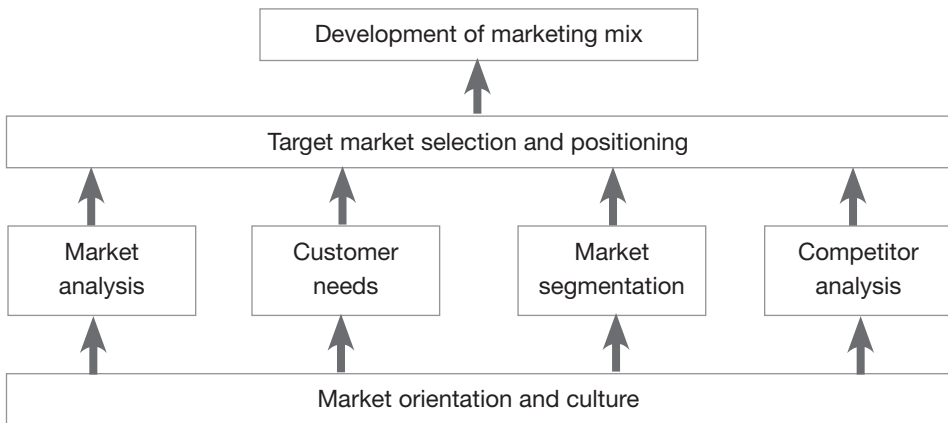 Development of marketing mix
Target market selection and positioning
Market
analysis
Customer
needs
Market
segmentation
Competitor
analysis
Market orientation and culture